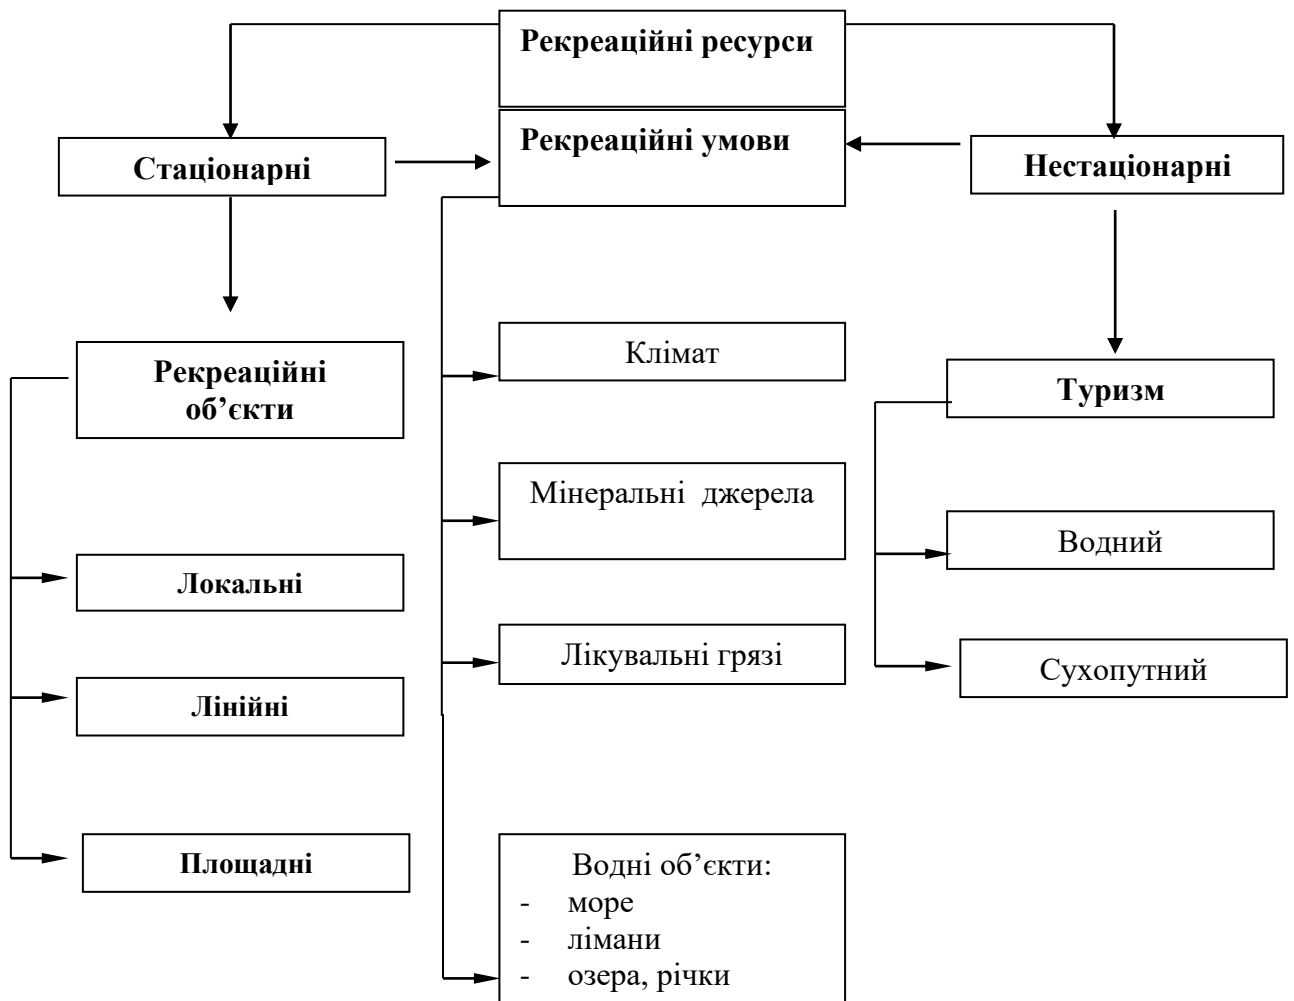 Рекреаційні ресурси
Рекреаційні умови
Стаціонарні
Нестаціонарні
Рекреаційні
об’єкти
Локальні
Лінійні
Площадні
Клімат
Мінеральні джерела
Лікувальні грязі
Водні об’єкти:
- море
- лімани
- озера, річки
Туризм
Водний
Сухопутний